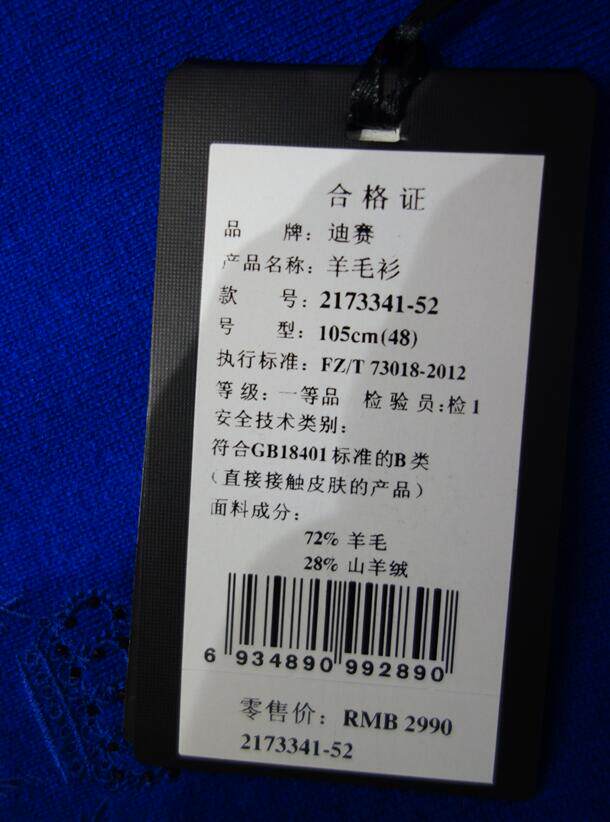 合格证
品 牌：迪赛
产品名称：羊毛衫
款 号：2173341-52
号 型：105cm(48)
执行标准：FZ/T 73018-2012
等级：一等品 检验员:检1
安全技术类别：
符合GB18401标准的B类
（直接接触皮肤的产品）
面料成分：
72% 羊毛
28% 山羊绒
6 934890 992890
零售价：RMB 2990
2173341-52